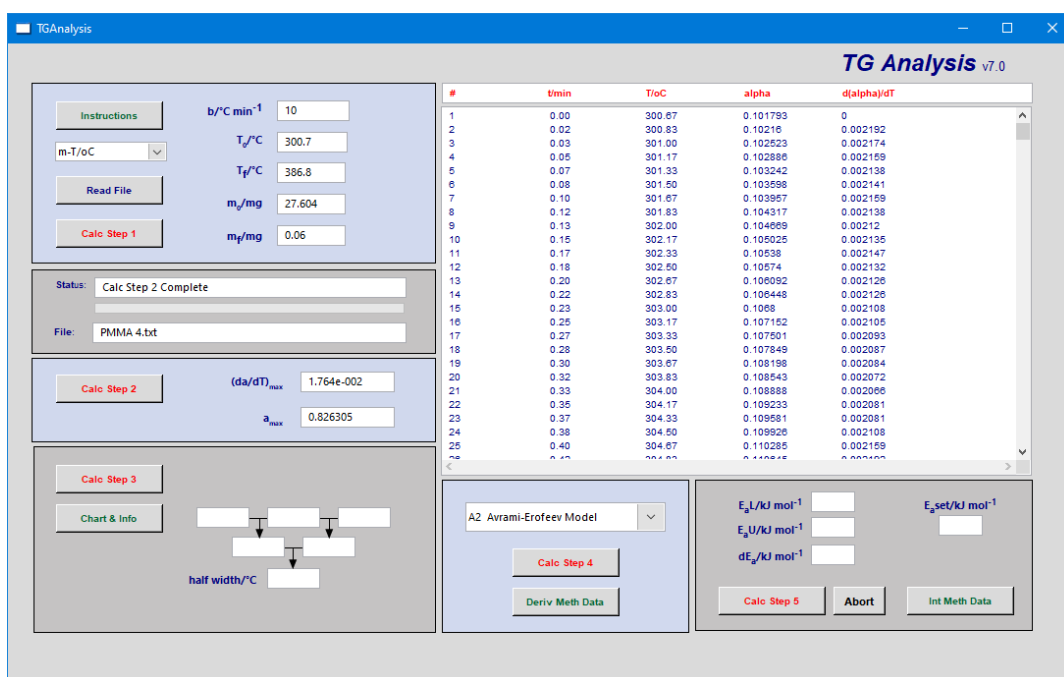 TGAnalysis
TG Analysis v7.0
Instructions
b/°C min-1 10
m-T/oC
To/°C 300.7
Read File
Tf/°C 386.8
mo/mg 27.604
Calc Step 1
mf/mg 0.06
Status: Calc Step 2 Complete
File: PMMA 4.txt
Calc Step 2
(da/dT)max 1.764e-002
amax 0.826305
Calc Step 3
Chart & Info
half width/°C
# t/min T/oC alpha d(alpha)/dT
1 0.00 300.67 0.101793 0
2 0.02 300.83 0.10216 0.002192
3 0.03 301.00 0.102523 0.002174
4 0.05 301.17 0.102886 0.002159
5 0.07 301.33 0.103242 0.002138
6 0.08 301.50 0.103598 0.002141
7 0.10 301.67 0.103957 0.002159
8 0.12 301.83 0.104317 0.002138
9 0.13 302.00 0.104669 0.00212
10 0.15 302.17 0.105025 0.002135
11 0.17 302.33 0.10538 0.002147
12 0.18 302.50 0.10574 0.002132
13 0.20 302.67 0.106092 0.002126
14 0.22 302.83 0.106448 0.002126
15 0.23 303.00 0.1068 0.002108
16 0.25 303.17 0.107152 0.002105
17 0.27 303.33 0.107501 0.002093
18 0.28 303.50 0.107849 0.002087
19 0.30 303.67 0.108198 0.002084
20 0.32 303.83 0.108543 0.002072
21 0.33 304.00 0.108888 0.002066
22 0.35 304.17 0.109233 0.002081
23 0.37 304.33 0.109581 0.002081
24 0.38 304.50 0.109926 0.002108
25 0.40 304.67 0.110285 0.002159
A2 Avrami-Erofeev Model
Calc Step 4
Deriv Meth Data
EaL/kJ mol-1
EaU/kJ mol-1
dEa/kJ mol-1
Easet/kJ mol-1
Calc Step 5
Abort
Int Meth Data